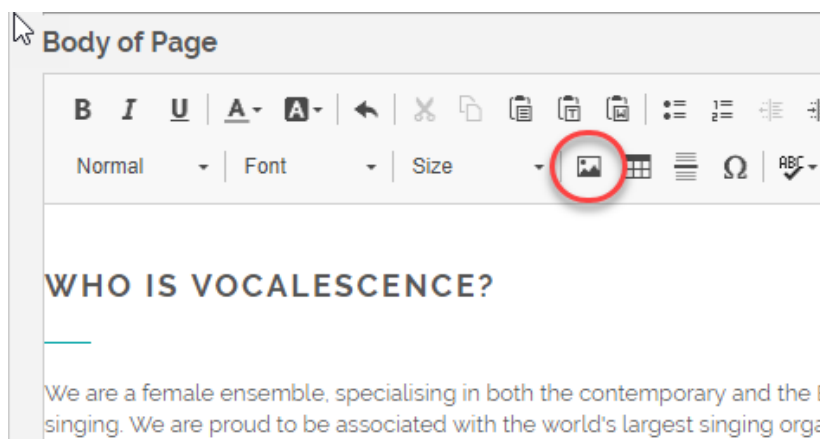 Body of Page
B I U A A
Normal Font Size Ω ABC
WHO IS VOCALESCENCE?
We are a female ensemble, specialising in both the contemporary and the
singing. We are proud to be associated with the world's largest singing